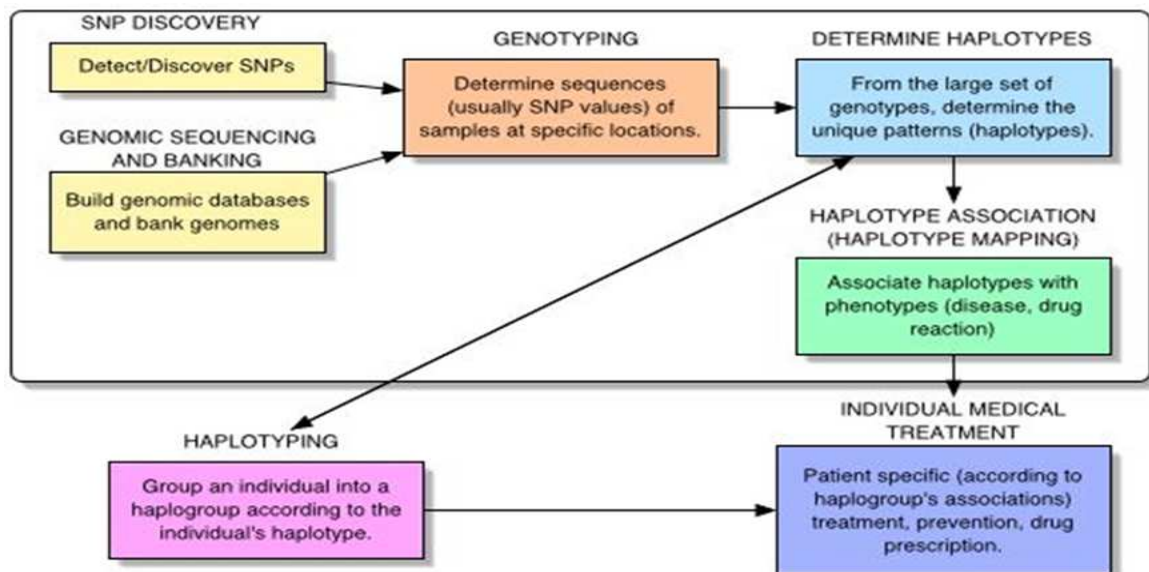 SNP DISCOVERY
Detect/Discover SNPs
GENOMIC SEQUENCING
AND BANKING
Build genomic databases
and bank genomes
GENOTYPING
Determine sequences
(usually SNP values) of
samples at specific locations.
DETERMINE HAPLOTYPES
From the large set of
genotypes, determine the
unique patterns (haplotypes).
HAPLOTYPE ASSOCIATION
(HAPLOTYPE MAPPING)
Associate haplotypes with
phenotypes (disease, drug
reaction)
HAPLOTYPING
Group an individual into a
haplogroup according to the
individual's haplotype.
INDIVIDUAL MEDICAL
TREATMENT
Patient specific (according to
haplogroup's associations)
treatment, prevention, drug
prescription.